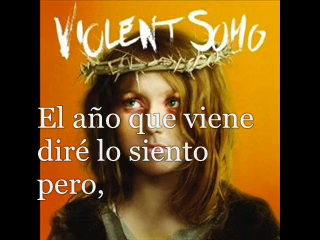 VIOLENT SOHO
El año que viene
diré lo siento
pero,